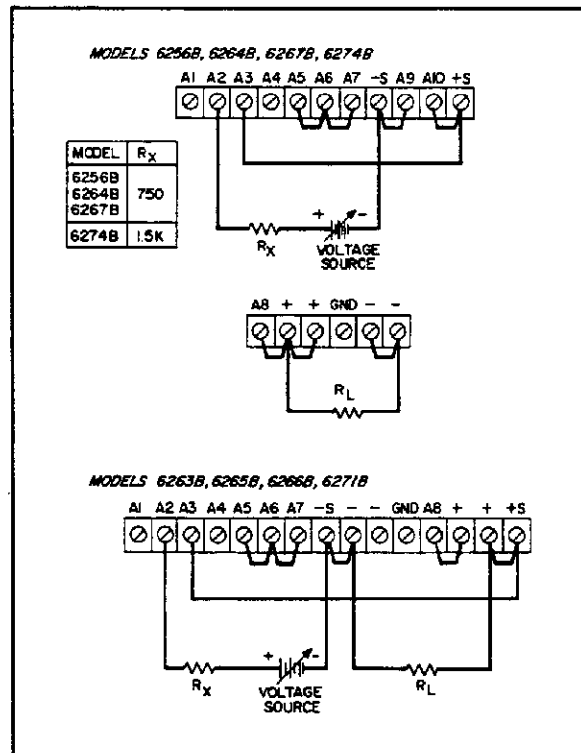 MODELS 6256B, 6264B, 6267B, 6274B
A1 A2 A3 A4 A5 A6 A7 -S A9 A10 +S
MODEL RX
6256B
6264B 750
6267B
6274B 1.5K
+ -
RX VOLTAGE
SOURCE
A8 + + GND - -
RL
MODELS 6263B, 6265B, 6266B, 6271B
A1 A2 A3 A4 A5 A6 A7 -S - - GND A8 + + +S
+ -
RX VOLTAGE
SOURCE
RL